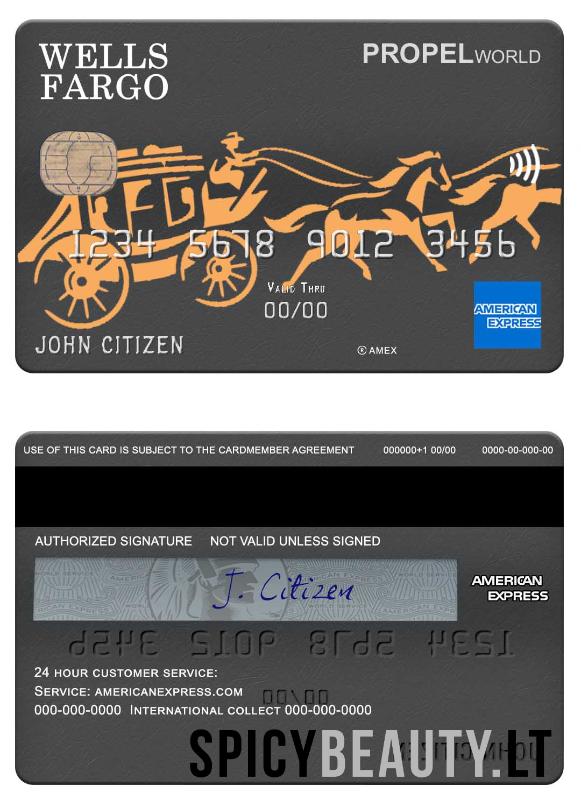 WELLS
FARGO
PROPELWORLD
1234 5678 9012 3456
VALID THRU
00/00
JOHN CITIZEN
® AMEX
AMERICAN
EXPRESS
USE OF THIS CARD IS SUBJECT TO THE CARDMEMBER AGREEMENT 000000+1 00/00 0000-00-000-00
AUTHORIZED SIGNATURE NOT VALID UNLESS SIGNED
J. Citizen
AMERICAN
EXPRESS
24 HOUR CUSTOMER SERVICE:
SERVICE: AMERICANEXPRESS.COM
000-000-0000 INTERNATIONAL COLLECT 000-000-0000
SPICYBEAUTY.LT